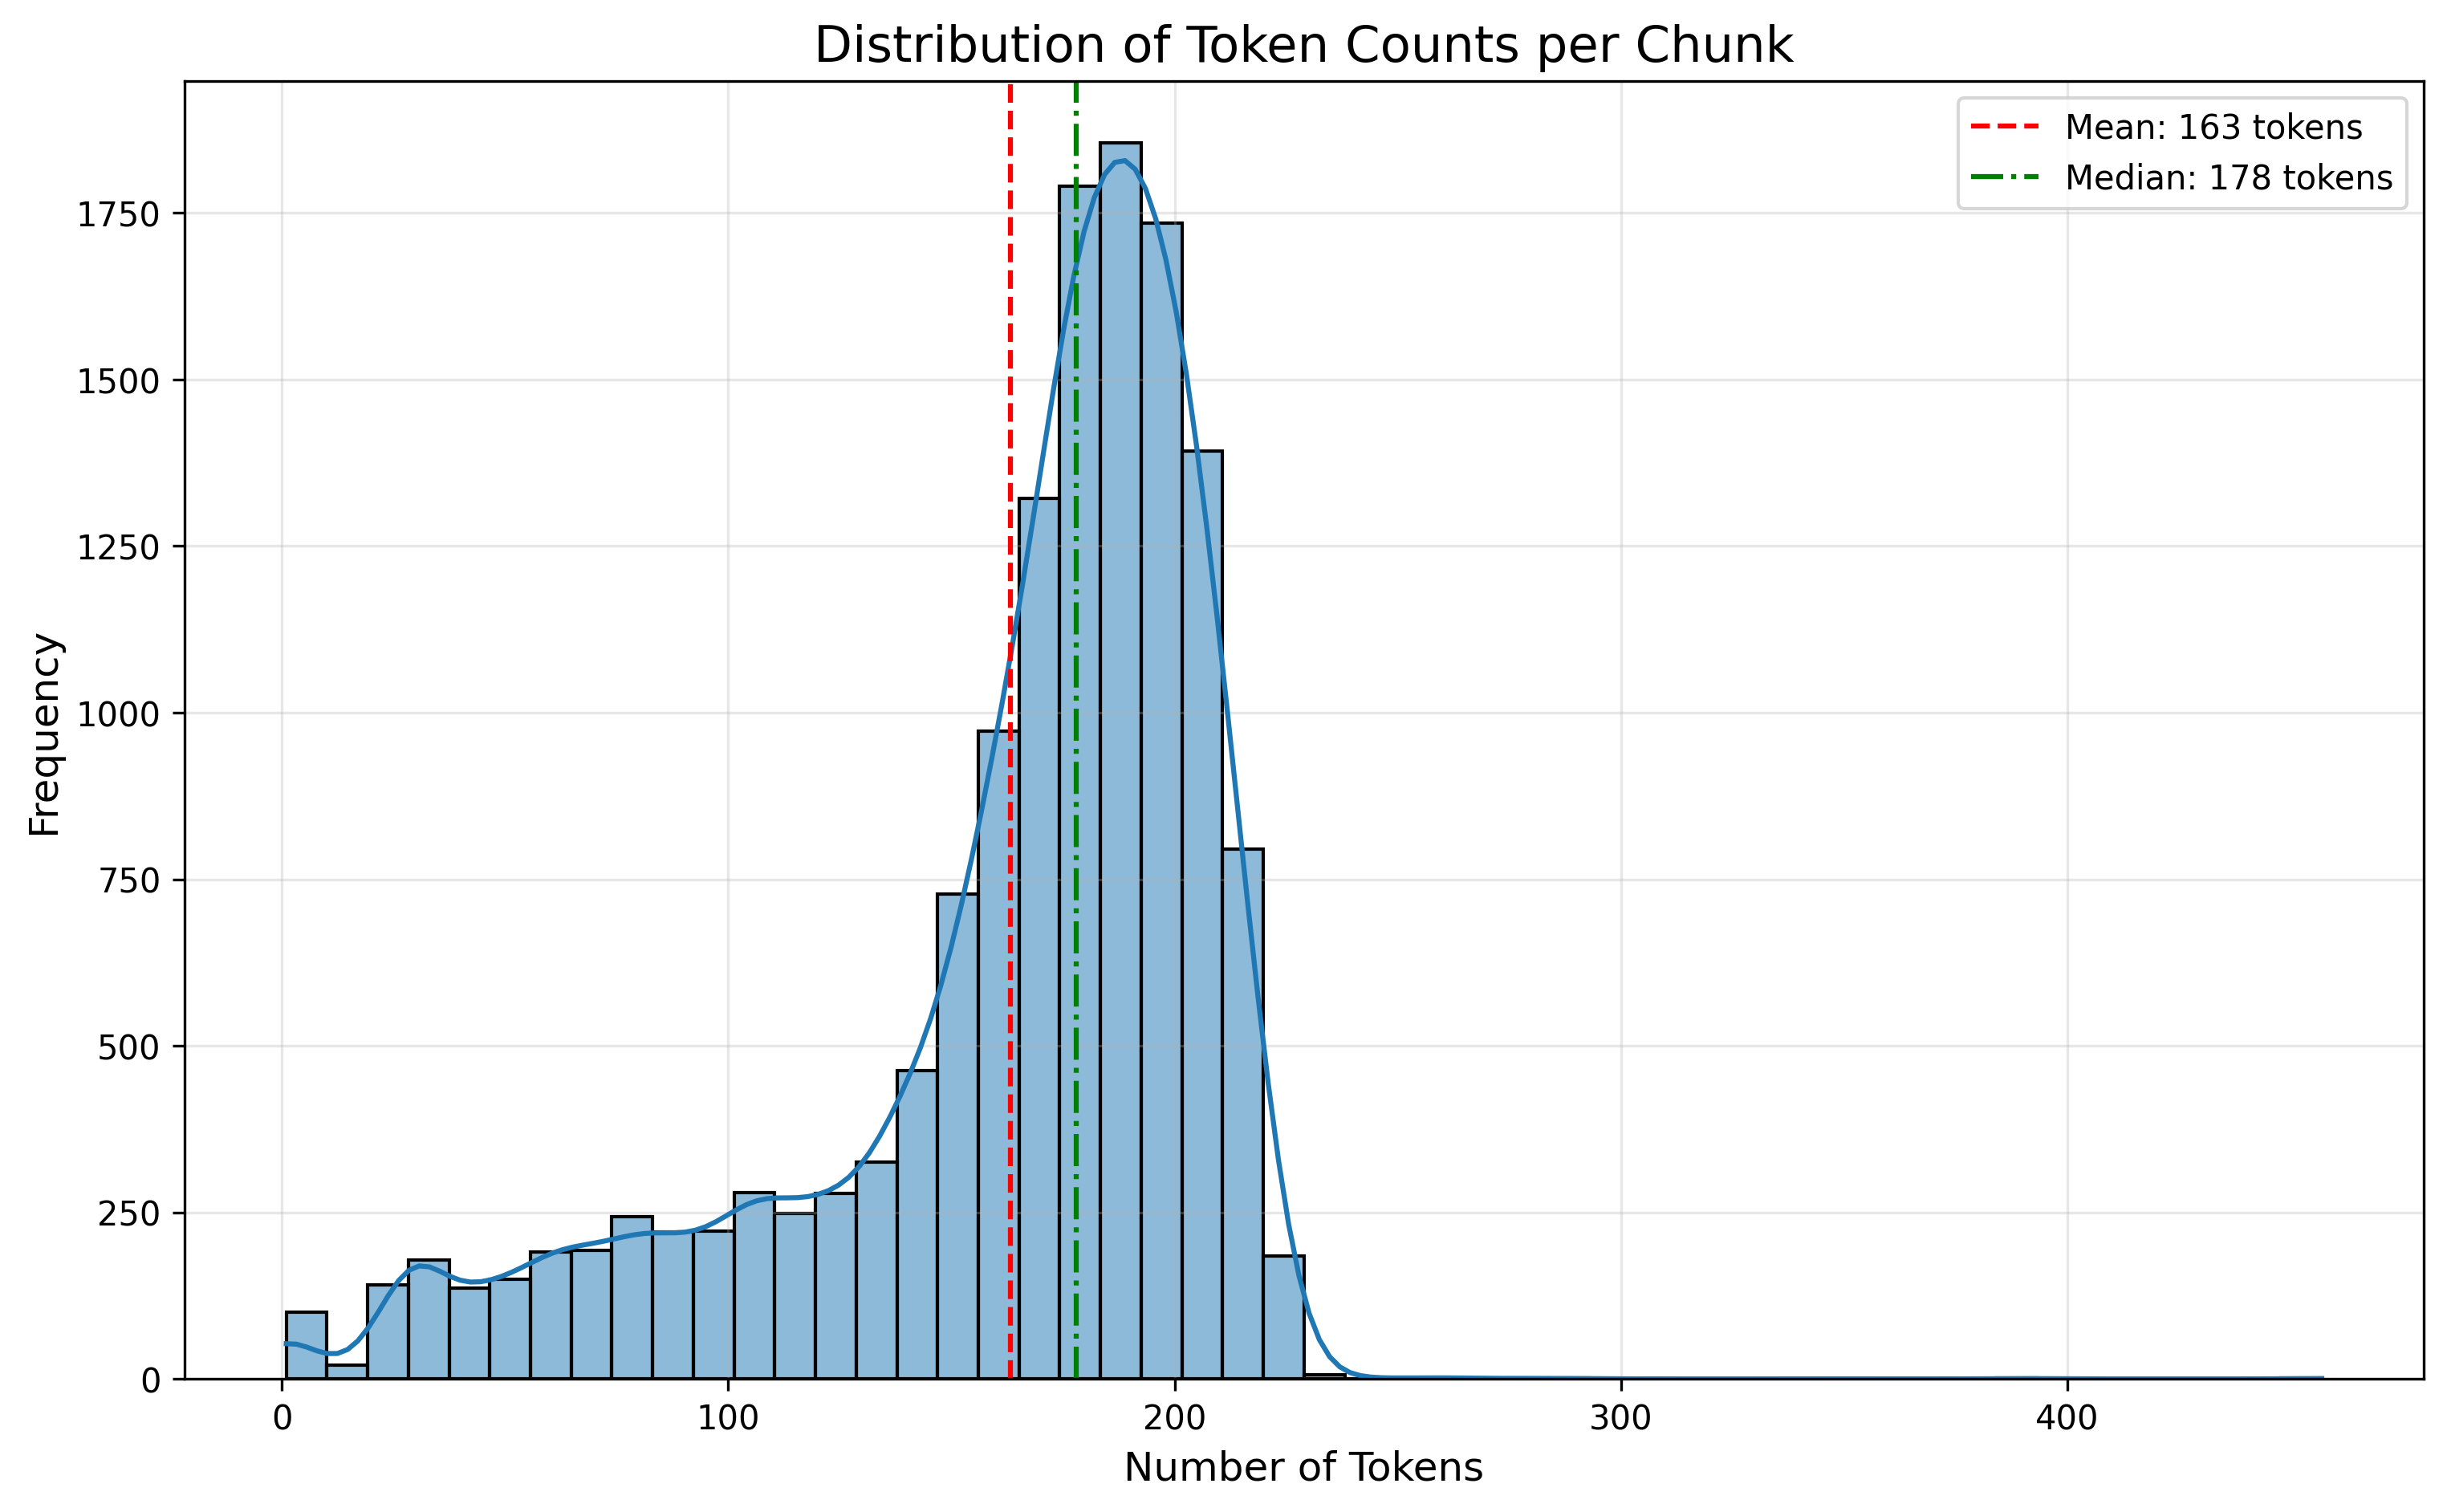 Distribution of Token Counts per Chunk
Mean: 163 tokens
Median: 178 tokens
Frequency
1750
1500
1250
1000
750
500
250
0
0 100 200 300 400
Number of Tokens